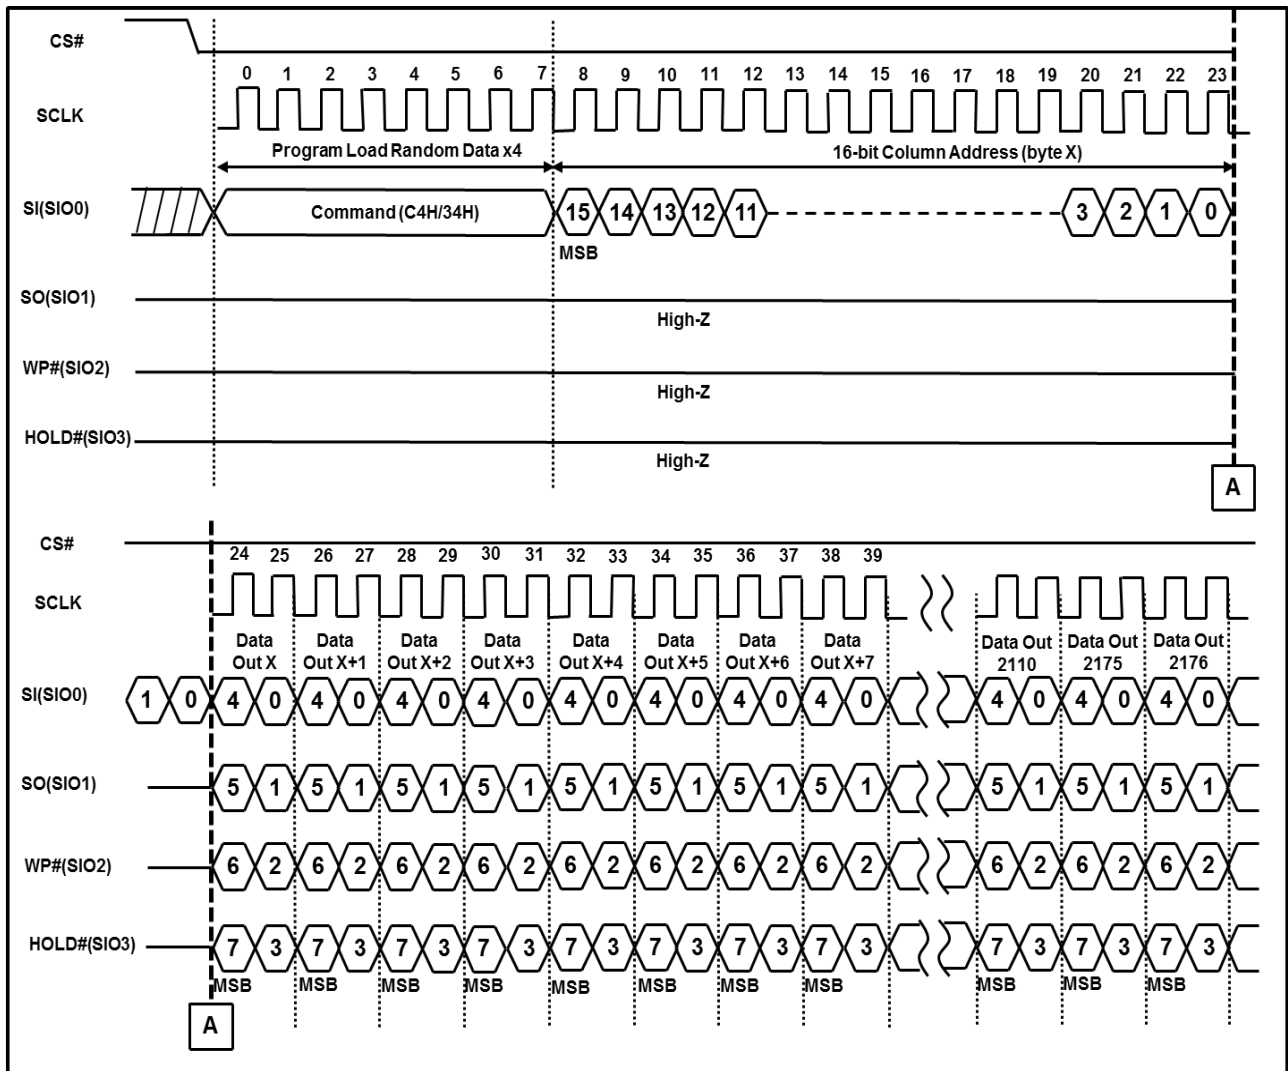 CS#
0 1 2 3 4 5 6 7 8 9 10 11 12 13 14 15 16 17 18 19 20 21 22 23
SCLK
Program Load Random Data x4 16-bit Column Address (byte X)
SI(SIO0) Command (C4H/34H) 15 14 13 12 11 3 2 1 0
MSB
SO(SIO1)
High-Z
WP#(SIO2)
High-Z
HOLD#(SIO3)
High-Z
A
CS#
24 25 26 27 28 29 30 31 32 33 34 35 36 37 38 39
SCLK
Data Data Data Data Data Data Data Data Data Out Data Out Data Out
Out X Out X+1 Out X+2 Out X+3 Out X+4 Out X+5 Out X+6 Out X+7 2110 2175 2176
SI(SIO0) 1 0 4 0 4 0 4 0 4 0 4 0 4 0 4 0 4 0 4 0 4 0 4 0
SO(SIO1) 5 1 5 1 5 1 5 1 5 1 5 1 5 1 5 1 5 1 5 1 5 1
WP#(SIO2) 6 2 6 2 6 2 6 2 6 2 6 2 6 2 6 2 6 2 6 2 6 2
HOLD#(SIO3) 7 3 7 3 7 3 7 3 7 3 7 3 7 3 7 3 7 3 7 3 7 3
MSB MSB MSB MSB MSB MSB MSB MSB MSB MSB MSB
A